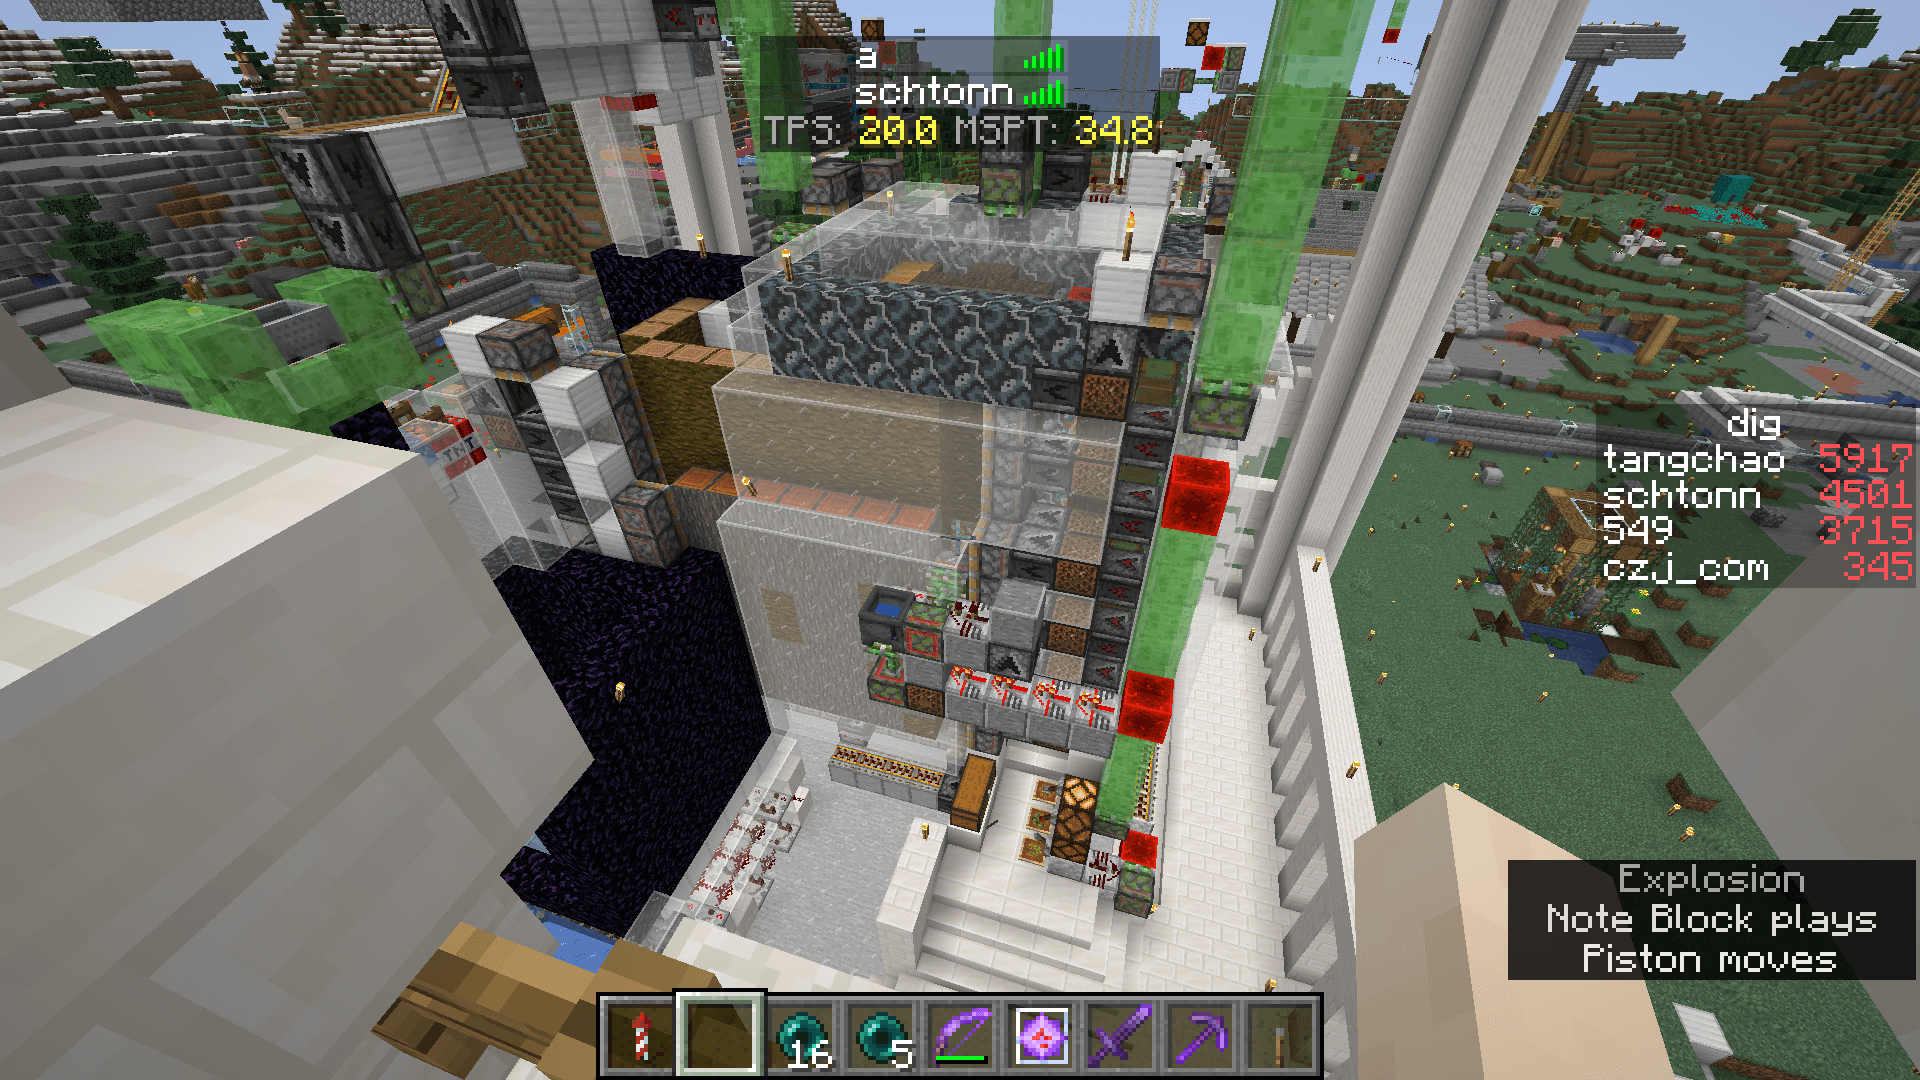 a
schtonn
TPS: 20.0 MSPT: 34.8
TNT
dig
tangchao 5917
schtonn 4501
549 3715
czj_com 345
Explosion
Note Block plays
Piston moves
16
5